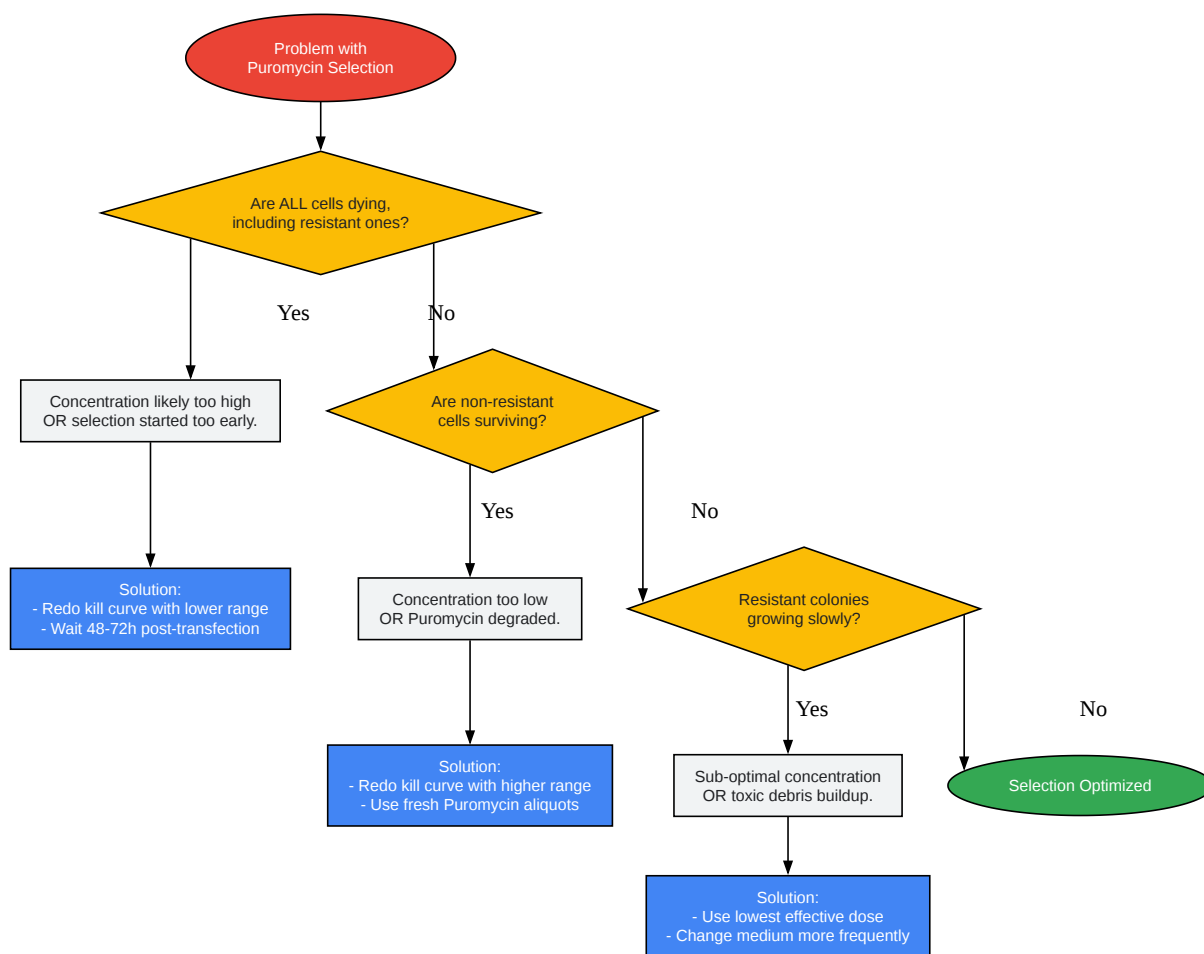 Problem with
Puromycin Selection
Are ALL cells dying,
including resistant ones?
Yes
No
Concentration likely too high
OR selection started too early.
Are non-resistant
cells surviving?
Solution:
- Redo kill curve with lower range
- Wait 48-72h post-transfection
Yes
No
Concentration too low
OR Puromycin degraded.
Resistant colonies
growing slowly?
Solution:
- Redo kill curve with higher range
- Use fresh Puromycin aliquots
Yes
No
Sub-optimal concentration
OR toxic debris buildup.
Selection Optimized
Solution:
- Use lowest effective dose
- Change medium more frequently